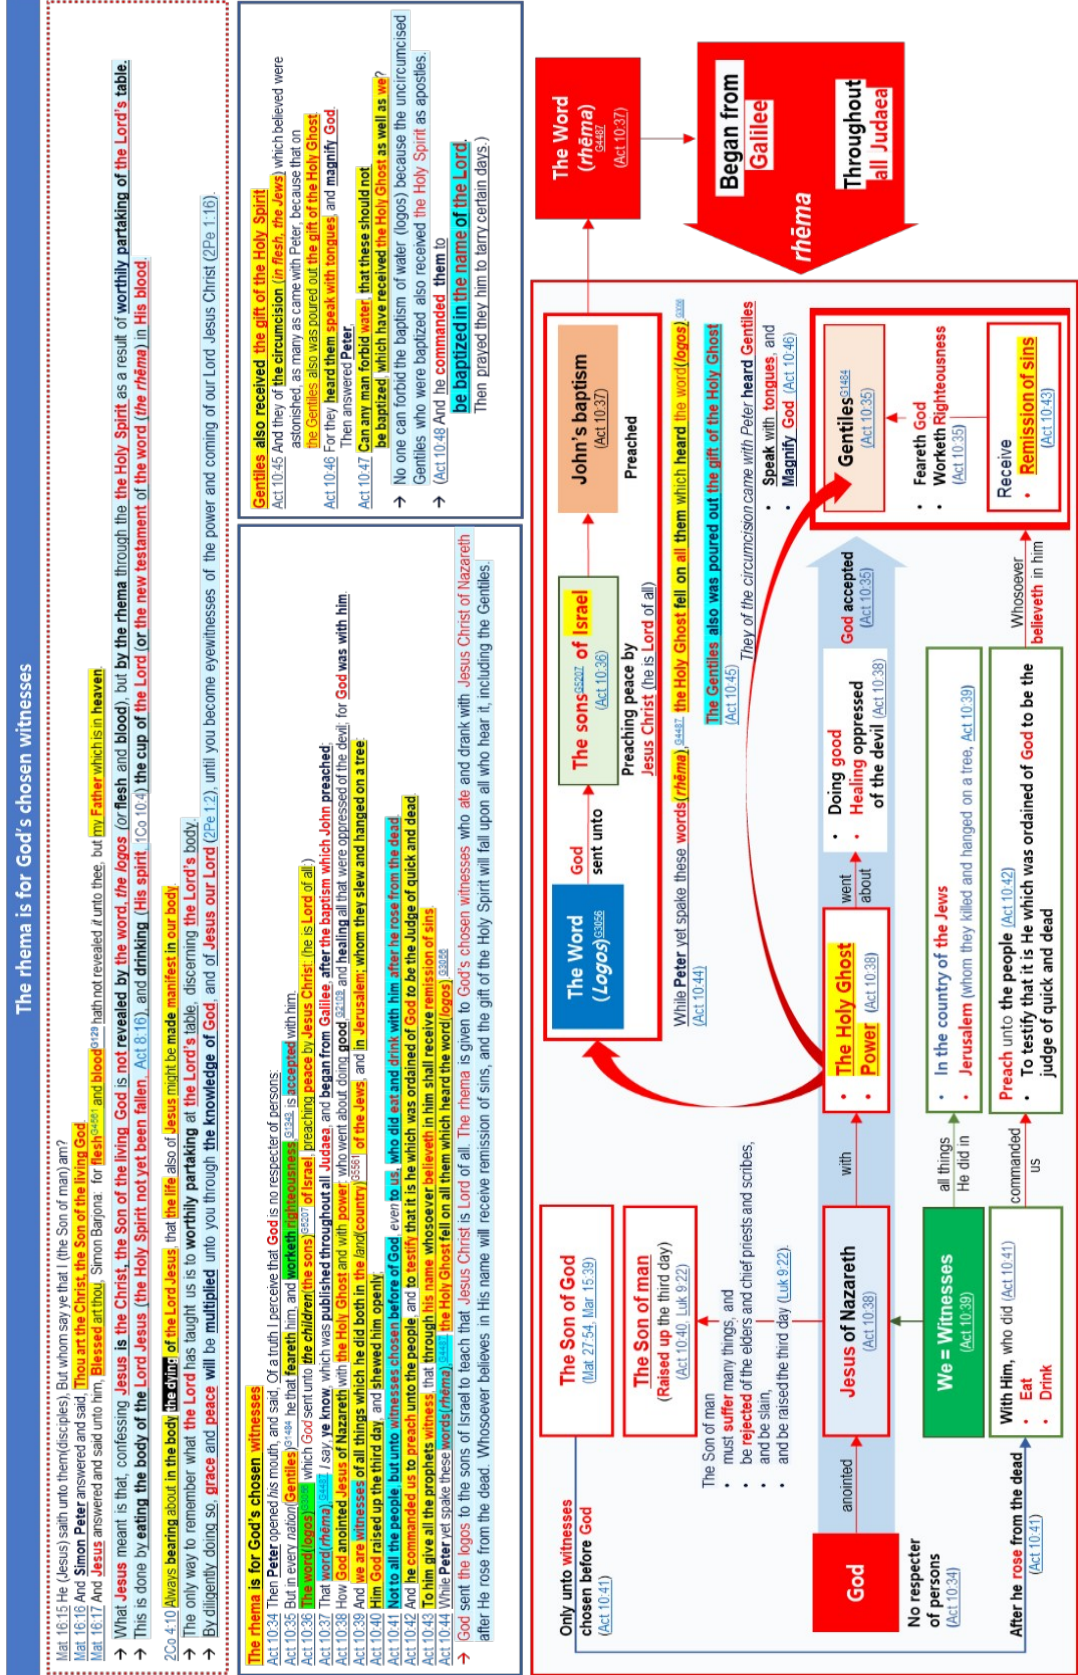 The rhema is for God's chosen witnesses
Mat 16:15 He (Jesus) saith unto them(disciples), But whom say ye that I (the Son of man) am?
Mat 16:16 And Simon Peter answered and said, Thou art the Christ, the Son of the living God.
Mat 16:17 And Jesus answered and said unto him, Blessed art thou, Simon Barjona: for flesh G4561 and blood G129 hath not revealed it unto thee, but my Father which is in heaven.
→ What Jesus meant is that, confessing Jesus is the Christ, the Son of the living God is not revealed by the word, the logos (or flesh and blood), but by the rhema through the Holy Spirit as a result of worthily partaking of the Lord's table.
→ This is done by eating the body of the Lord Jesus (the Holy Spirit not yet been fallen, Act 8:16), and drinking (His spirit, 1Co 10:4) the cup of the Lord (or the new testament of the word (the rhēma) in His blood.
2Co 4:10 Always bearing about in the body the dying of the Lord Jesus, that the life also of Jesus might be made manifest in our body.
→ The only way to remember what the Lord has taught us is to worthily partaking at the Lord's table, discerning the Lord's body.
→ By diligently doing so, grace and peace will be multiplied unto you through the knowledge of God, and of Jesus our Lord (2Pe 1:2), until you become eyewitnesses of the power and coming of our Lord Jesus Christ (2Pe 1:16).
The rhema is for God's chosen witnesses
Act 10:34 Then Peter opened his mouth, and said, Of a truth I perceive that God is no respecter of persons:
Act 10:35 But in every nation(Gentiles) G1484 he that feareth him, and worketh righteousness, G1343 is accepted with him.
Act 10:36 The word(logos) G3056 which God sent unto the children(the sons) G5207 of Israel, preaching peace by Jesus Christ: (he is Lord of all:)
Act 10:37 That word(rhēma), G4487 I say, ye know, which was published throughout all Judaea, and began from Galilee, after the baptism which John preached;
Act 10:38 How God anointed Jesus of Nazareth with the Holy Ghost and with power: who went about doing good, G2109 and healing all that were oppressed of the devil; for God was with him.
Act 10:39 And we are witnesses of all things which he did both in the land(country) G5561 of the Jews, and in Jerusalem; whom they slew and hanged on a tree:
Act 10:40 Him God raised up the third day, and shewed him openly;
Act 10:41 Not to all the people, but unto witnesses chosen before of God, even to us, who did eat and drink with him after he rose from the dead.
Act 10:42 And he commanded us to preach unto the people, and to testify that it is he which was ordained of God to be the Judge of quick and dead.
Act 10:43 To him give all the prophets witness, that through his name whosoever believeth in him shall receive remission of sins.
Act 10:44 While Peter yet spake these words(rhēma), G4487 the Holy Ghost fell on all them which heard the word(logos). G3056
→ God sent the logos to the sons of Israel to teach that Jesus Christ is Lord of all. The rhema is given to God's chosen witnesses who ate and drank with Jesus Christ of Nazareth
after He rose from the dead. Whosoever believes in His name will receive remission of sins, and the gift of the Holy Spirit will fall upon all who hear it, including the Gentiles.
Gentiles also received the gift of the Holy Spirit
Act 10:45 And they of the circumcision (in flesh, the Jews) which believed were
astonished, as many as came with Peter, because that on
the Gentiles also was poured out the gift of the Holy Ghost.
Act 10:46 For they heard them speak with tongues, and magnify God.
Then answered Peter,
Act 10:47 Can any man forbid water, that these should not
be baptized, which have received the Holy Ghost as well as we?
→ No one can forbid the baptism of water (logos) because the uncircumcised
Gentiles who were baptized also received the Holy Spirit as apostles.
→ (Act 10:48 And he commanded them to
be baptized in the name of the Lord.
Then prayed they him to tarry certain days.)
Only unto witnesses
chosen before God
(Act 10:41)
The Son of God
(Mat 27:54, Mar 15:39)
The Son of man
(Raised up the third day)
(Act 10:40, Luk 9:22)
The Son of man
• must suffer many things, and
• be rejected of the elders and chief priests and scribes,
• and be slain,
• and be raised the third day (Luk 9:22).
The Word
(Logos) G3056
God
sent unto
The sons G5207 of Israel
(Act 10:36)
Preaching peace by
Jesus Christ (he is Lord of all)
John's baptism
(Act 10:37)
Preached
The Word
(rhēma)
G4487
(Act 10:37)
Began from
Galilee
Throughout
all Judaea
rhēma
While Peter yet spake these words(rhēma), G4487 the Holy Ghost fell on all them which heard the word(logos). G3056
(Act 10:44)
The Gentiles also was poured out the gift of the Holy Ghost
(Act 10:45)
They of the circumcision came with Peter heard Gentiles
• Speak with tongues, and
• Magnify God (Act 10:46)
God
No respecter
of persons
(Act 10:34)
anointed
Jesus of Nazareth
(Act 10:38)
with
• The Holy Ghost
• Power (Act 10:38)
went
about
• Doing good
• Healing oppressed
of the devil (Act 10:38)
God accepted
(Act 10:35)
Gentiles G1484
(Act 10:35)
• Feareth God
• Worketh Righteousness
(Act 10:35)
Receive
• Remission of sins
(Act 10:43)
We = Witnesses
(Act 10:39)
all things
He did in
• In the country of the Jews
• Jerusalem (whom they killed and hanged on a tree, Act 10:39)
After he rose from the dead
(Act 10:41)
With Him, who did (Act 10:41)
• Eat
• Drink
commanded
us
Preach unto the people (Act 10:42)
• To testify that it is He which was ordained of God to be the
judge of quick and dead
Whosoever
believeth in him